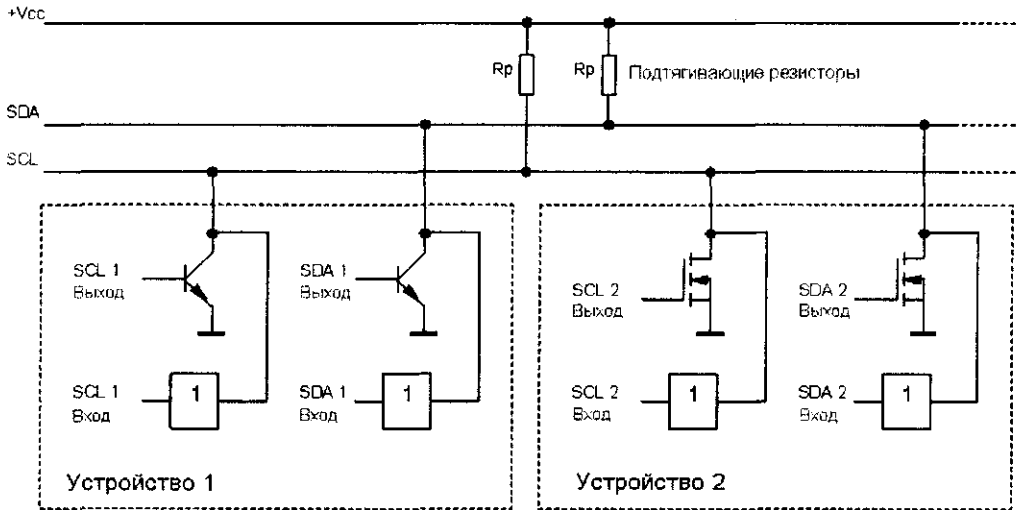 +Vcc
Rp
Rp
Подтягивающие резисторы
SDA
SCL
SCL 1
Выход
SDA 1
Выход
SCL 2
Выход
SDA 2
Выход
SCL 1
Вход
1
SDA 1
Вход
1
SCL 2
Вход
1
SDA 2
Вход
1
Устройство 1
Устройство 2